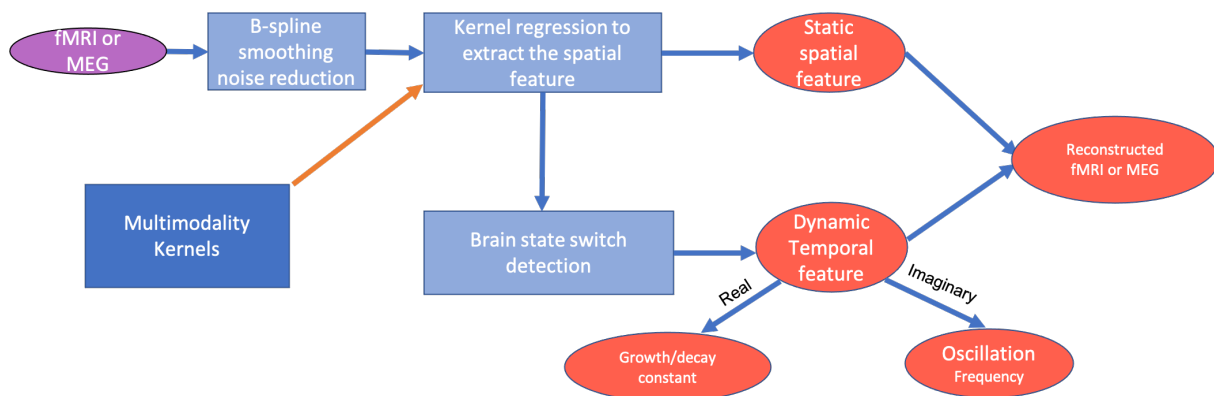 fMRI or
MEG
B-spline
smoothing
noise reduction
Kernel regression to
extract the spatial
feature
Static
spatial
feature
Reconstructed
fMRI or MEG
Multimodality
Kernels
Brain state switch
detection
Dynamic
Temporal
feature
Real
Imaginary
Growth/decay
constant
Oscillation
Frequency